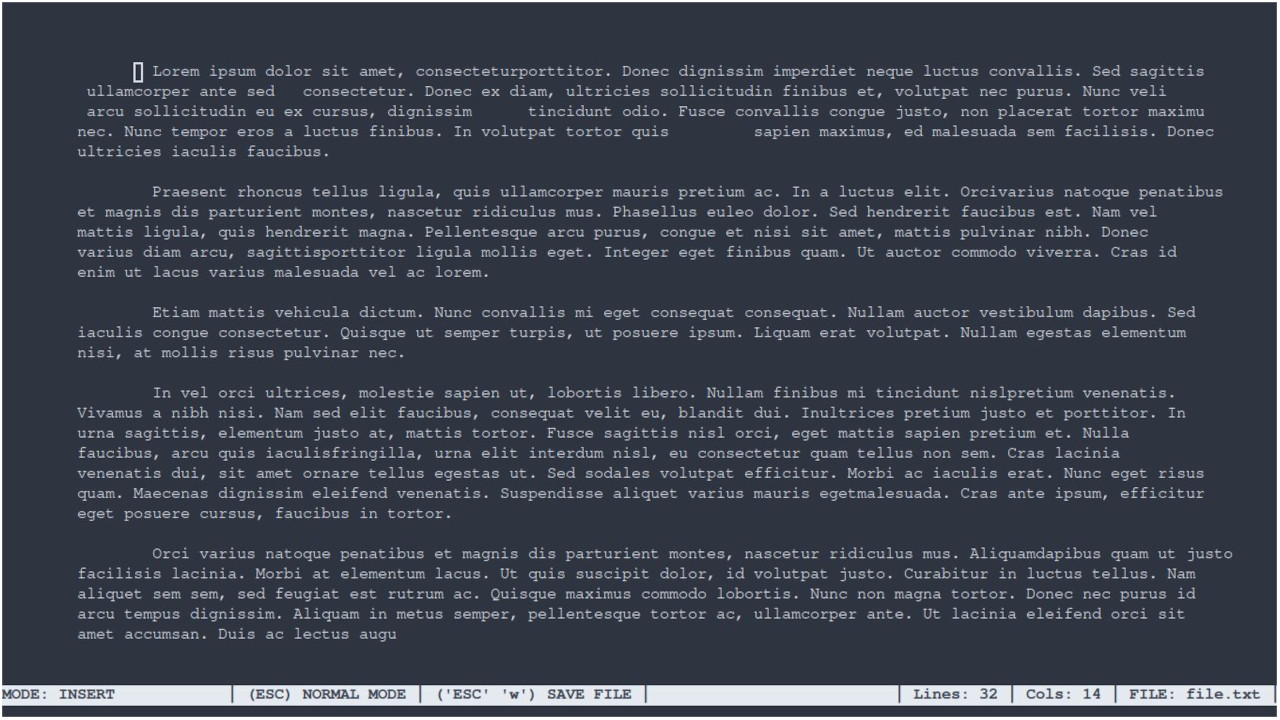 Lorem ipsum dolor sit amet, consecteturporttitor. Donec dignissim imperdiet neque luctus convallis. Sed sagittis
ullamcorper ante sed   consectetur. Donec ex diam, ultricies sollicitudin finibus et, volutpat nec purus. Nunc veli
arcu sollicitudin eu ex cursus, dignissim      tincidunt odio. Fusce convallis congue justo, non placerat tortor maximu
nec. Nunc tempor eros a luctus finibus. In volutpat tortor quis         sapien maximus, ed malesuada sem facilisis. Donec
ultricies iaculis faucibus.
Praesent rhoncus tellus ligula, quis ullamcorper mauris pretium ac. In a luctus elit. Orcivarius natoque penatibus
et magnis dis parturient montes, nascetur ridiculus mus. Phasellus euleo dolor. Sed hendrerit faucibus est. Nam vel
mattis ligula, quis hendrerit magna. Pellentesque arcu purus, congue et nisi sit amet, mattis pulvinar nibh. Donec
varius diam arcu, sagittisporttitor ligula mollis eget. Integer eget finibus quam. Ut auctor commodo viverra. Cras id
enim ut lacus varius malesuada vel ac lorem.
Etiam mattis vehicula dictum. Nunc convallis mi eget consequat consequat. Nullam auctor vestibulum dapibus. Sed
iaculis congue consectetur. Quisque ut semper turpis, ut posuere ipsum. Liquam erat volutpat. Nullam egestas elementum
nisi, at mollis risus pulvinar nec.
In vel orci ultrices, molestie sapien ut, lobortis libero. Nullam finibus mi tincidunt nislpretium venenatis.
Vivamus a nibh nisi. Nam sed elit faucibus, consequat velit eu, blandit dui. Inultrices pretium justo et porttitor. In
urna sagittis, elementum justo at, mattis tortor. Fusce sagittis nisl orci, eget mattis sapien pretium et. Nulla
faucibus, arcu quis iaculisfringilla, urna elit interdum nisl, eu consectetur quam tellus non sem. Cras lacinia
venenatis dui, sit amet ornare tellus egestas ut. Sed sodales volutpat efficitur. Morbi ac iaculis erat. Nunc eget risus
quam. Maecenas dignissim eleifend venenatis. Suspendisse aliquet varius mauris egetmalesuada. Cras ante ipsum, efficitur
eget posuere cursus, faucibus in tortor.
Orci varius natoque penatibus et magnis dis parturient montes, nascetur ridiculus mus. Aliquamdapibus quam ut justo
facilisis lacinia. Morbi at elementum lacus. Ut quis suscipit dolor, id volutpat justo. Curabitur in luctus tellus. Nam
aliquet sem sem, sed feugiat est rutrum ac. Quisque maximus commodo lobortis. Nunc non magna tortor. Donec nec purus id
arcu tempus dignissim. Aliquam in metus semper, pellentesque tortor ac, ullamcorper ante. Ut lacinia eleifend orci sit
amet accumsan. Duis ac lectus augu
MODE: INSERT | (ESC) NORMAL MODE | ('ESC' 'w') SAVE FILE | | Lines: 32 | Cols: 14 | FILE: file.txt |